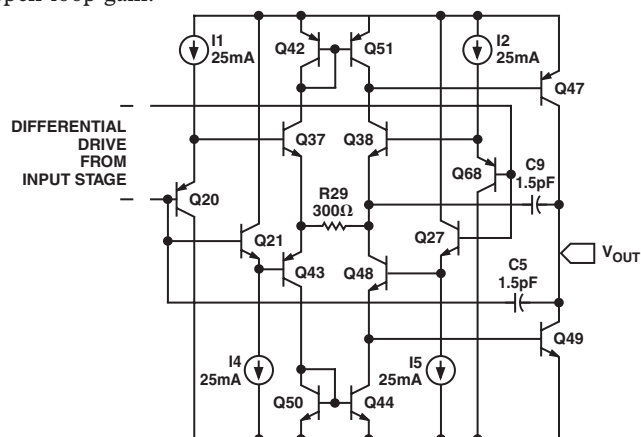 open-loop gain.
I1
25mA
Q42
Q51
I2
25mA
Q47
DIFFERENTIAL
DRIVE
FROM
INPUT STAGE
Q37
Q38
Q68
C9
1.5pF
Q20
R29
300Ω
Q21
Q27
Q43
Q48
VOUT
C5
1.5pF
Q49
I4
25mA
I5
25mA
Q50
Q44